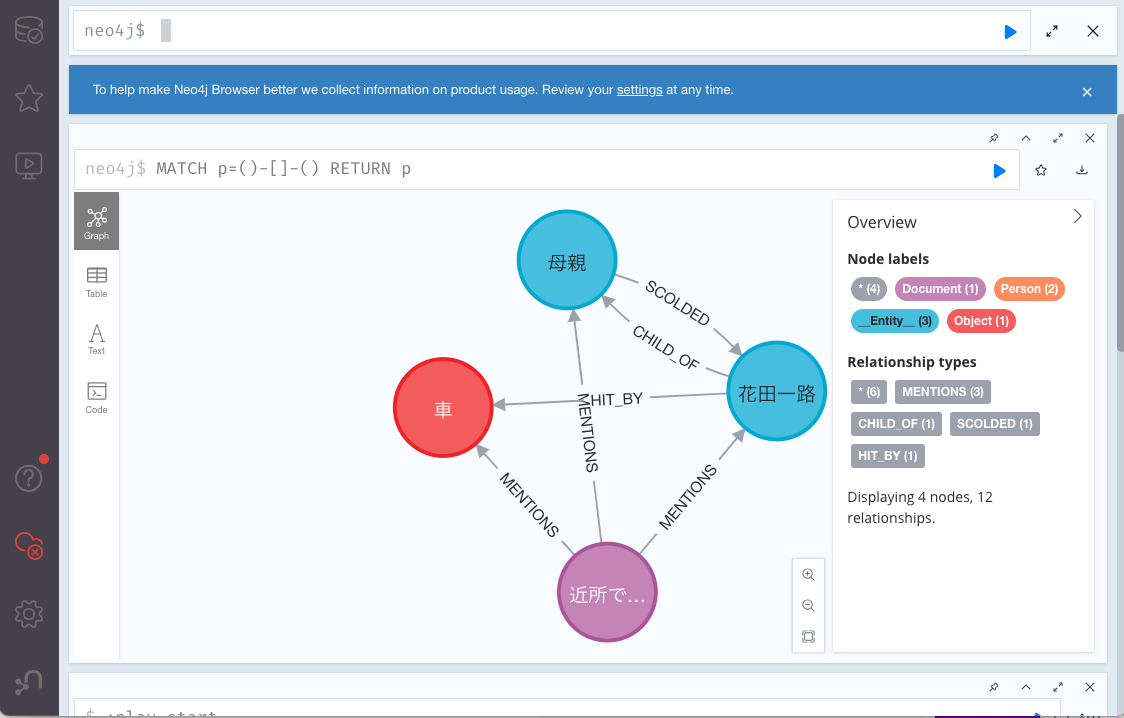 neo4j$
To help make Neo4j Browser better we collect information on product usage. Review your settings at any time.
neo4j$ MATCH p=()-[]-() RETURN p
Graph
Table
Text
Code
母親
SCOLDED
CHILD_OF
花田一路
HIT_BY
車
MENTIONS
MENTIONS
MENTIONS
近所で…
Overview
Node labels
* (4) Document (1) Person (2)
__Entity__ (3) Object (1)
Relationship types
* (6) MENTIONS (3)
CHILD_OF (1) SCOLDED (1)
HIT_BY (1)
Displaying 4 nodes, 12
relationships.
$ :play start